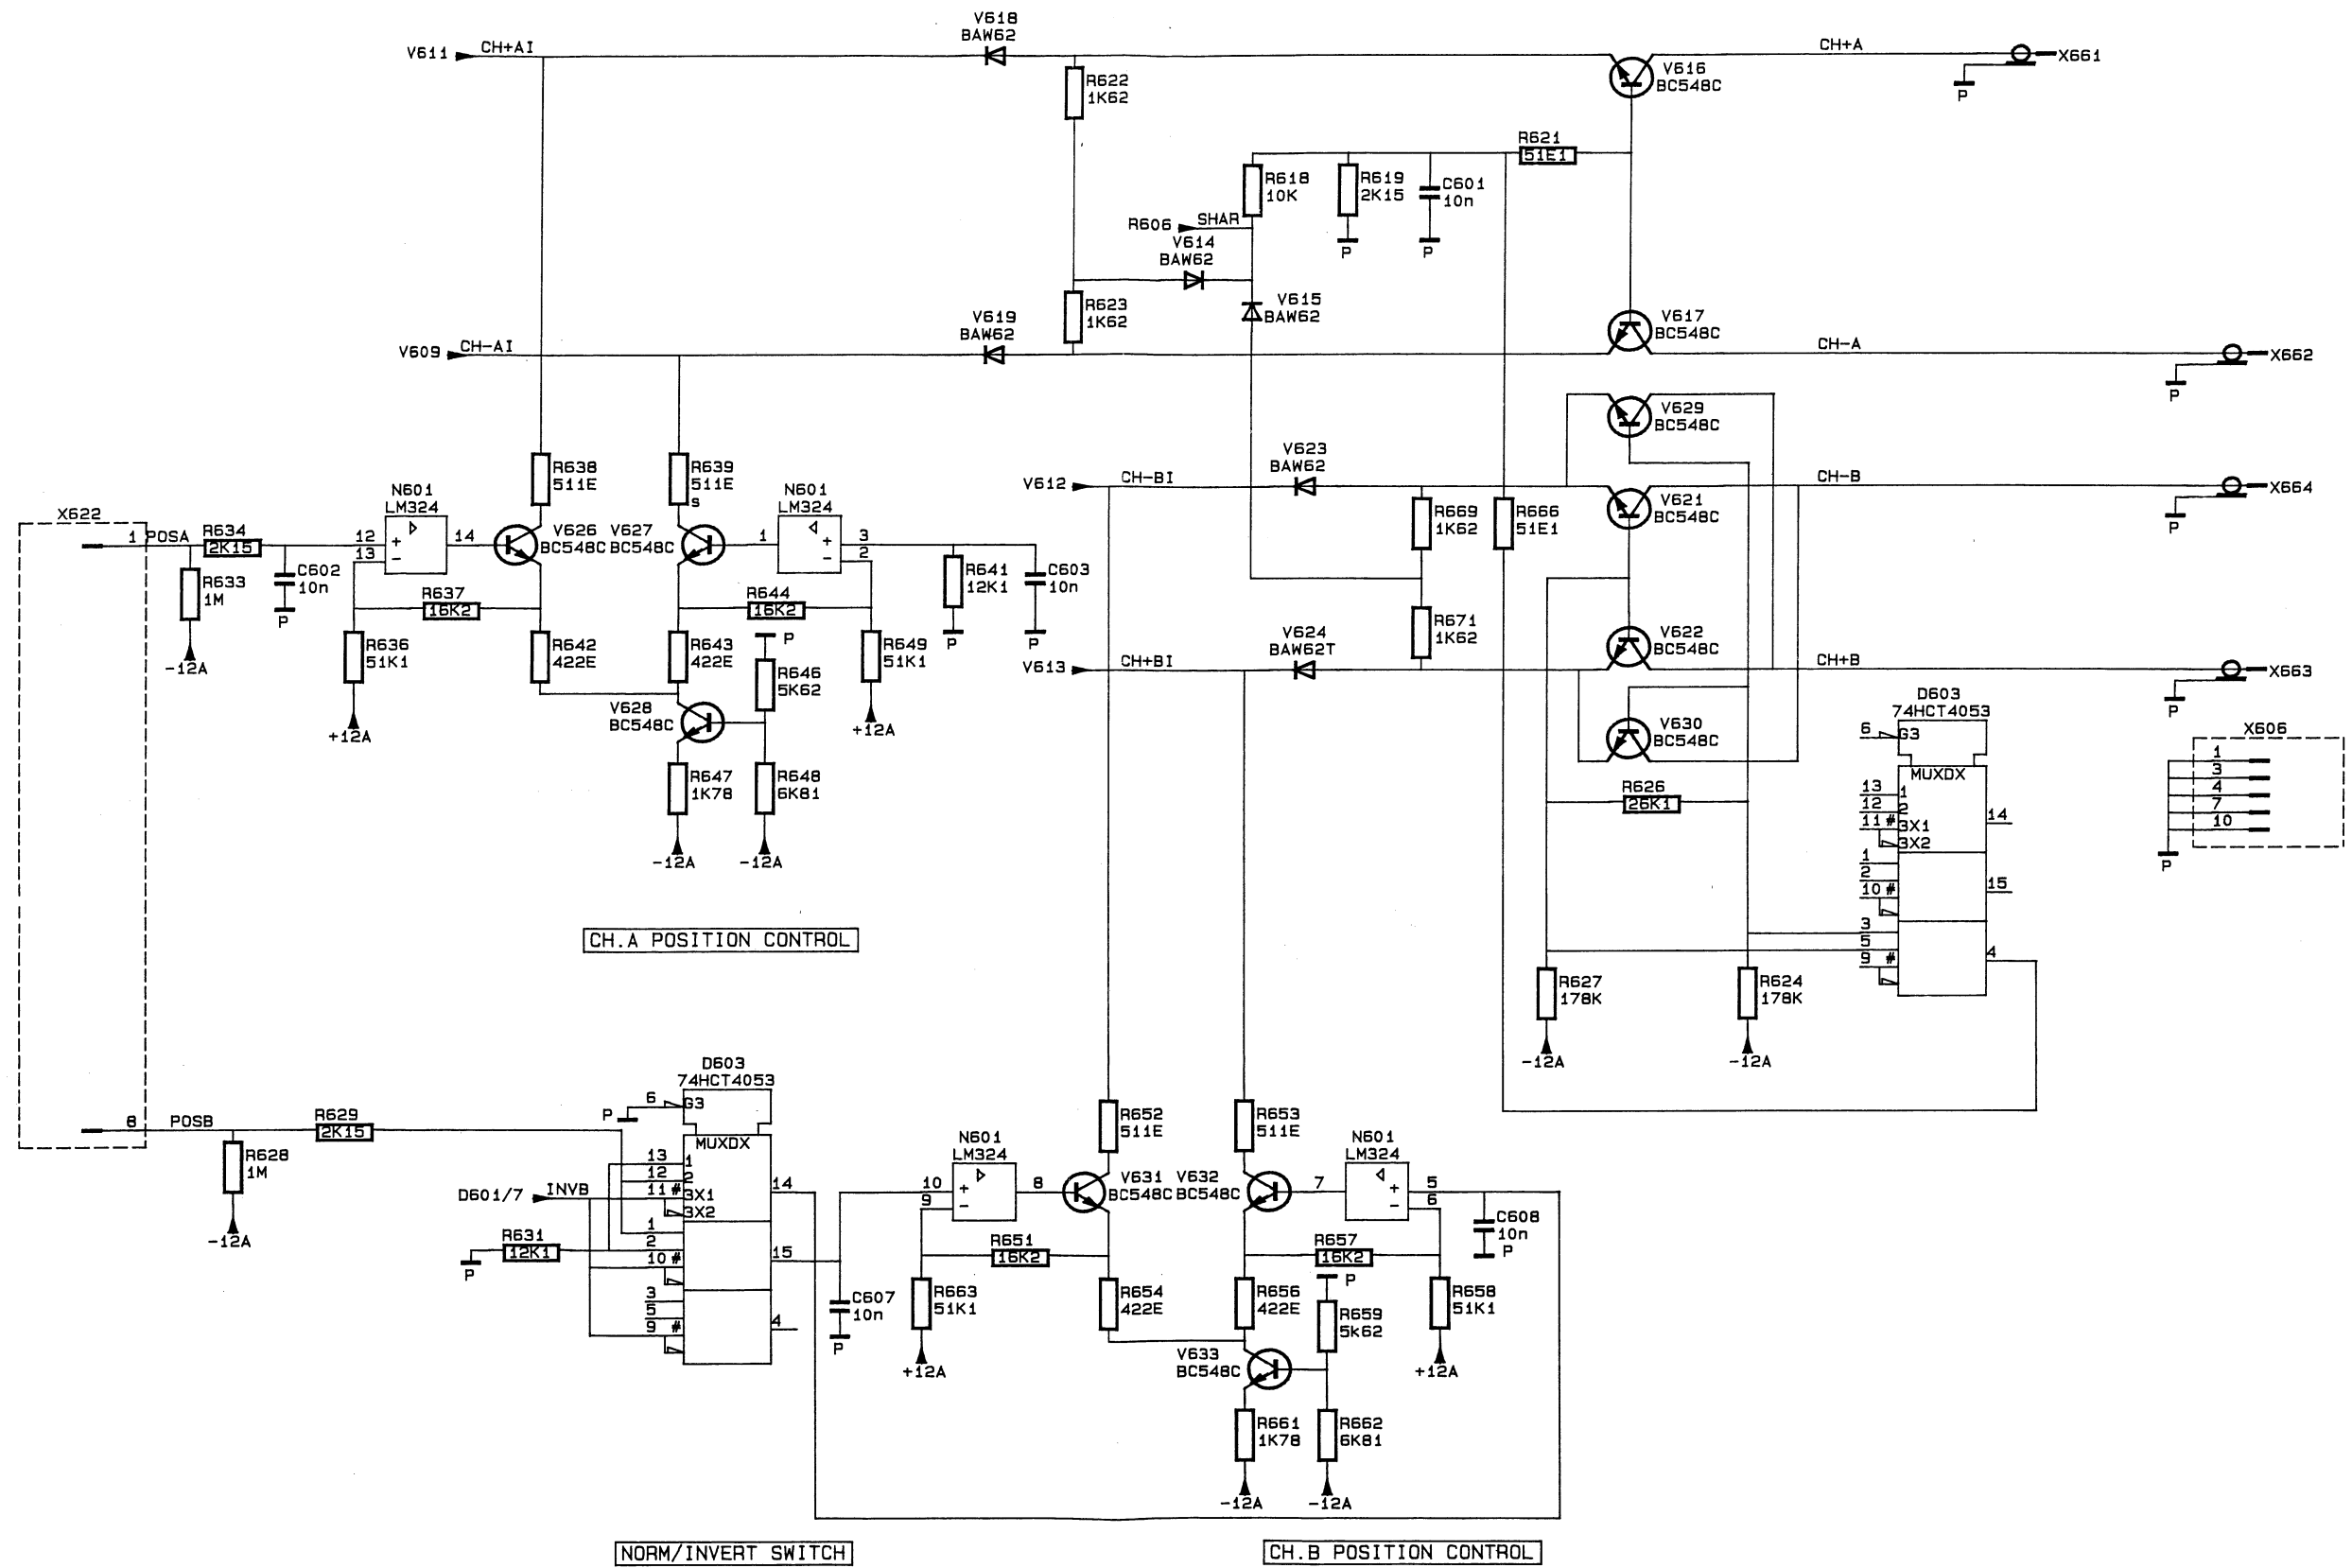 V618
BAW62
V611 CH+AI
CH+A
X661
P
V616
BC548C
R622
1K62
R621
51E1
R618
10K
R619
2K15
C601
10n
R606 SHAR
P P
V614
BAW62
R623
1K62
V615
BAW62
V619
BAW62
V617
BC548C
V609 CH-AI
CH-A
X662
P
V629
BC548C
V623
BAW62
V612 CH-BI
CH-B
X664
P
V621
BC548C
R638
511E
R639
511E
S
N601
LM324
N601
LM324
R669
1K62
R666
51E1
X622
1 POSA
R634
2K15
12
+
13
-
14
V626
BC548C
V627
BC548C
1
+
3
-
2
R633
1M
-12A
C602
10n
P
R641
12K1
P
C603
10n
P
R637
16K2
R644
16K2
R636
51K1
+12A
R642
422E
R643
422E
P
R646
5K62
R649
51K1
+12A
R671
1K62
V624
BAW62T
V613 CH+BI
V622
BC548C
CH+B
X663
P
V628
BC548C
V630
BC548C
R647
1K78
-12A
R648
6K81
-12A
R626
26K1
D603
74HCT4053
6 G3
MUXDX
13 1
12 2
11 # 3X1
3X2
14
1
2
10 #
15
3
5
9 #
4
X606
1
3
4
7
10
P
R627
178K
-12A
R624
178K
-12A
CH.A POSITION CONTROL
D603
74HCT4053
P 6 G3
MUXDX
8 POSB
R629
2K15
R628
1M
-12A
13 1
12 2
11 # 3X1
3X2
14
D601/7 INVB
1
2
10 #
15
R631
12K1
P
3
5
9 #
4
C607
10n
P
R652
511E
R653
511E
N601
LM324
10
+
9
-
8
V631
BC548C
V632
BC548C
N601
LM324
7
+
5
-
6
C608
10n
P
R651
16K2
R657
16K2
R663
51K1
+12A
R654
422E
R656
422E
P
R659
5K62
R658
51K1
+12A
V633
BC548C
R661
1K78
-12A
R662
6K81
-12A
NORM/INVERT SWITCH
CH.B POSITION CONTROL